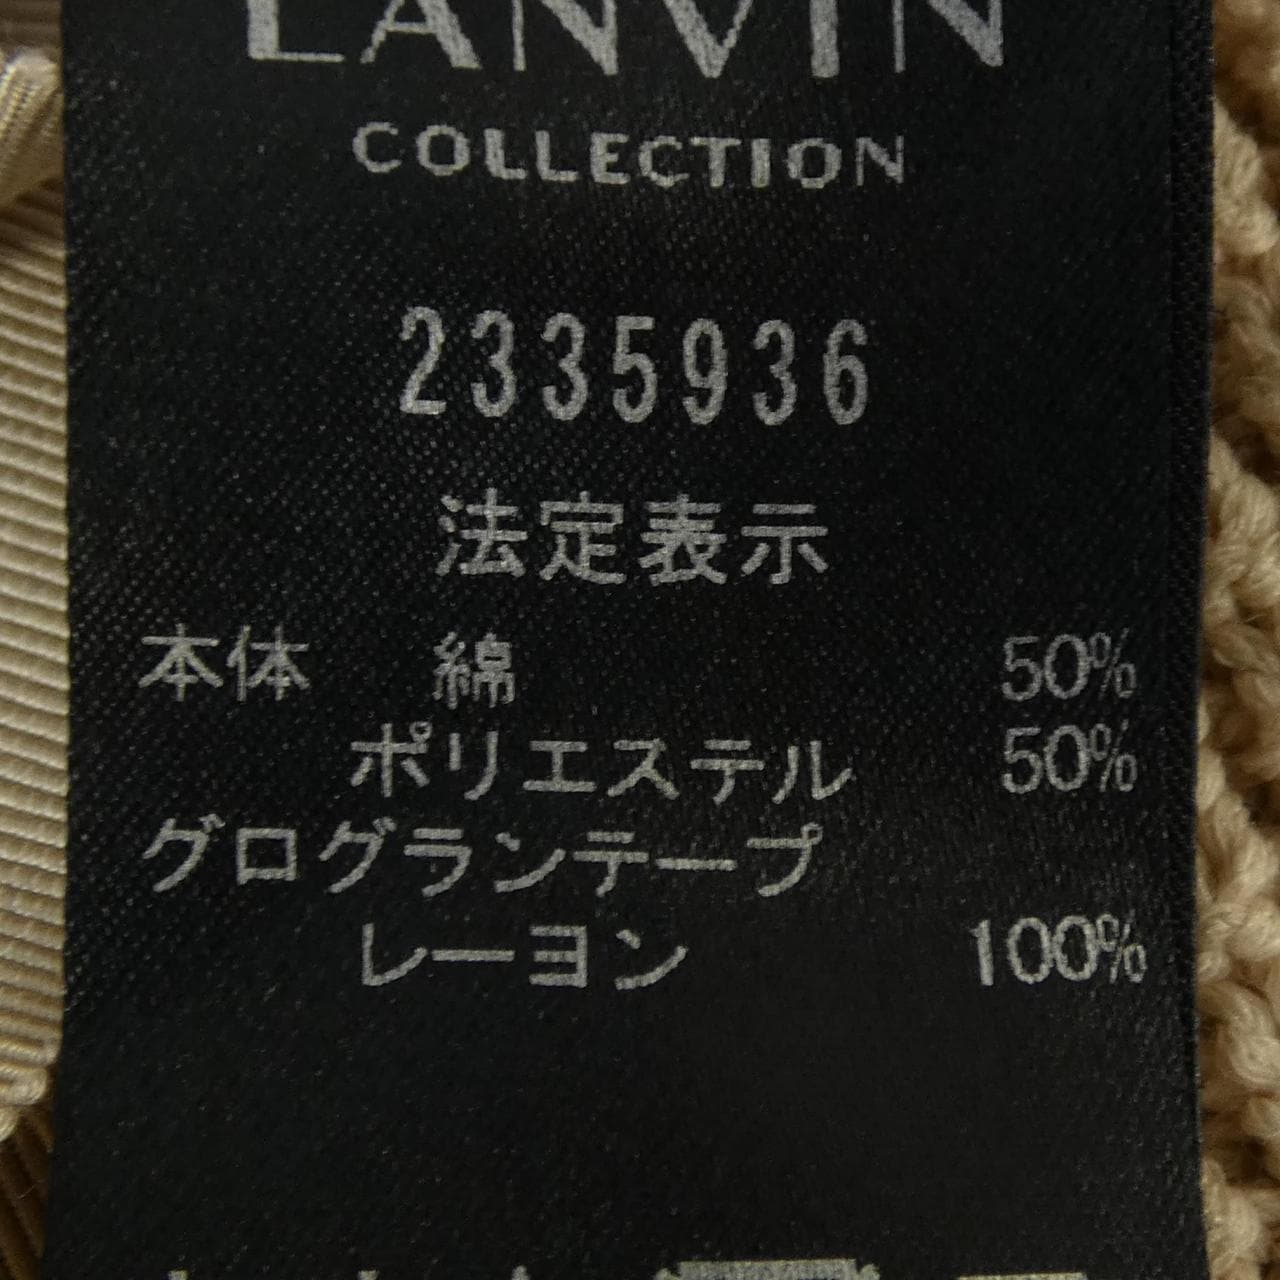 LANVIN
COLLECTION
2335936
法定表示
本体 綿 50%
ポリエステル 50%
グログランテープ
レーヨン 100%